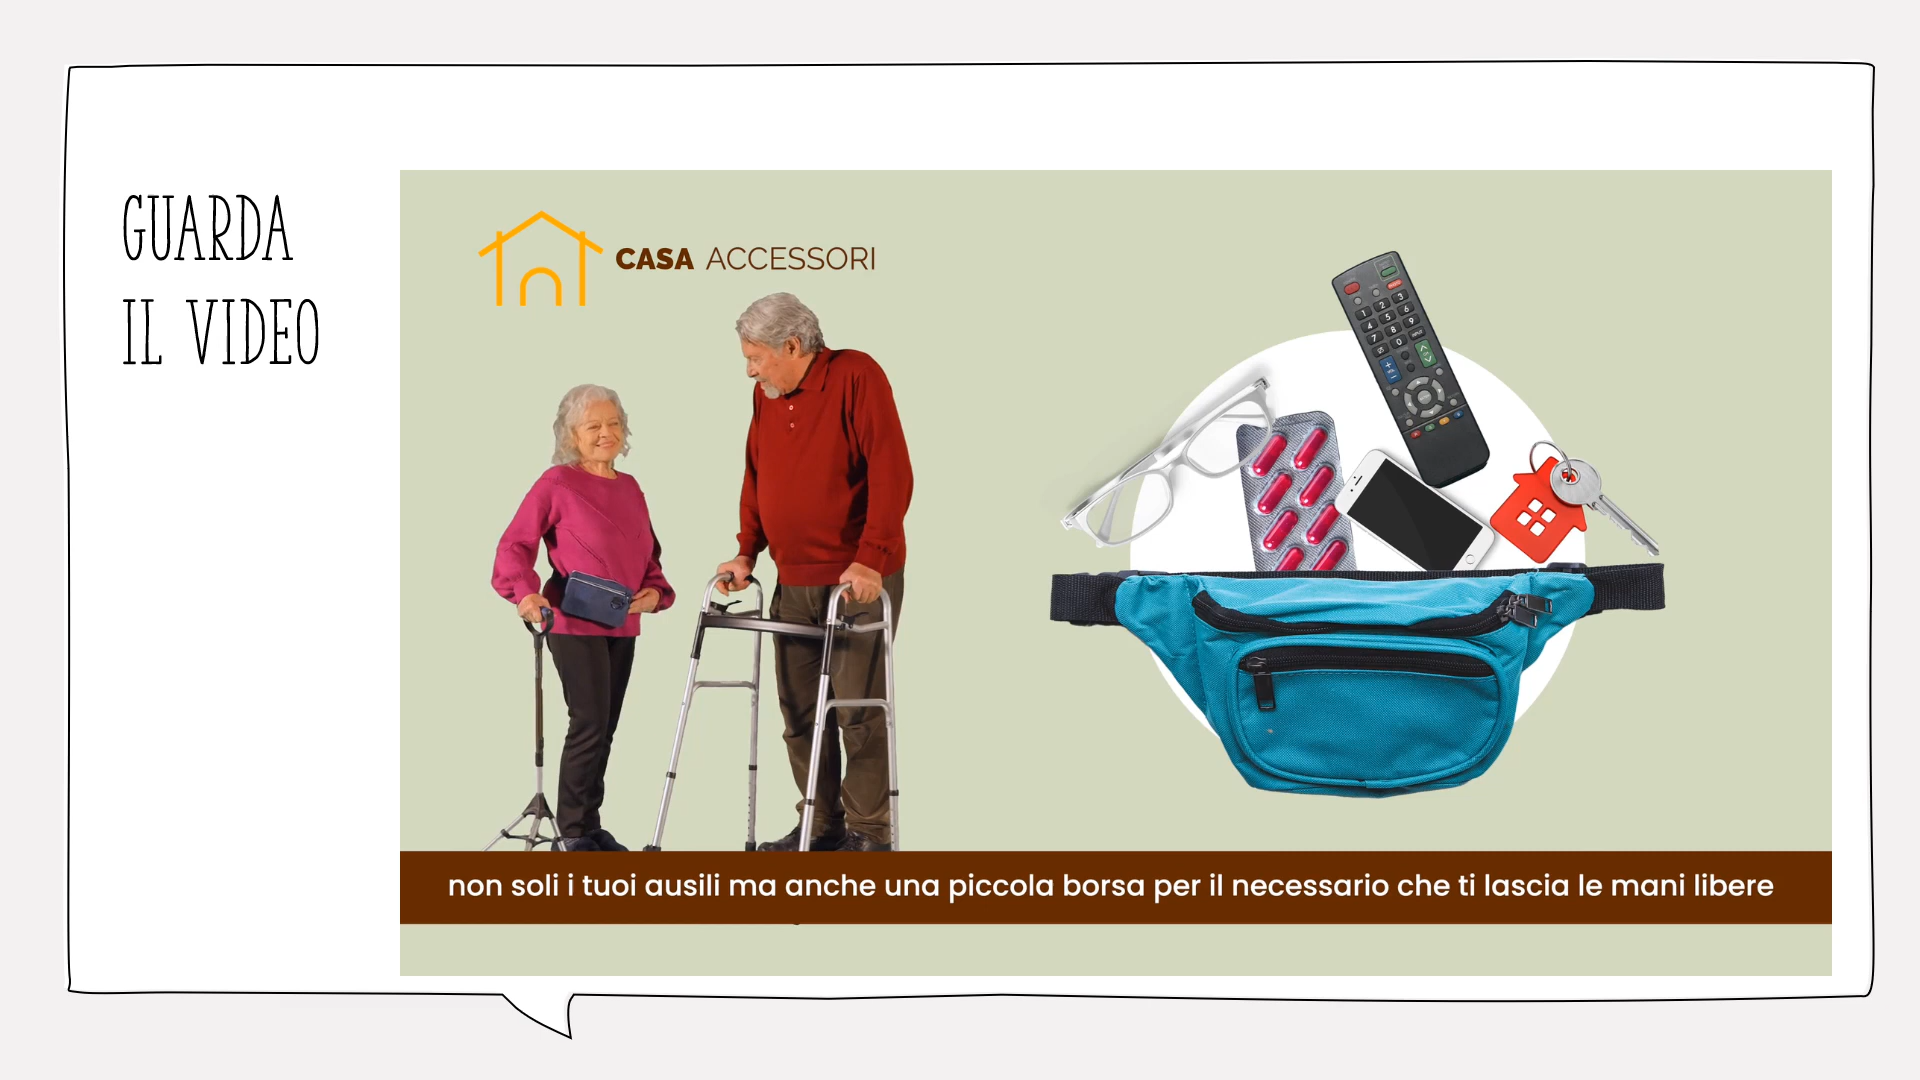 GUARDA
IL VIDEO
CASA ACCESSORI
non soli i tuoi ausili ma anche una piccola borsa per il necessario che ti lascia le mani libere